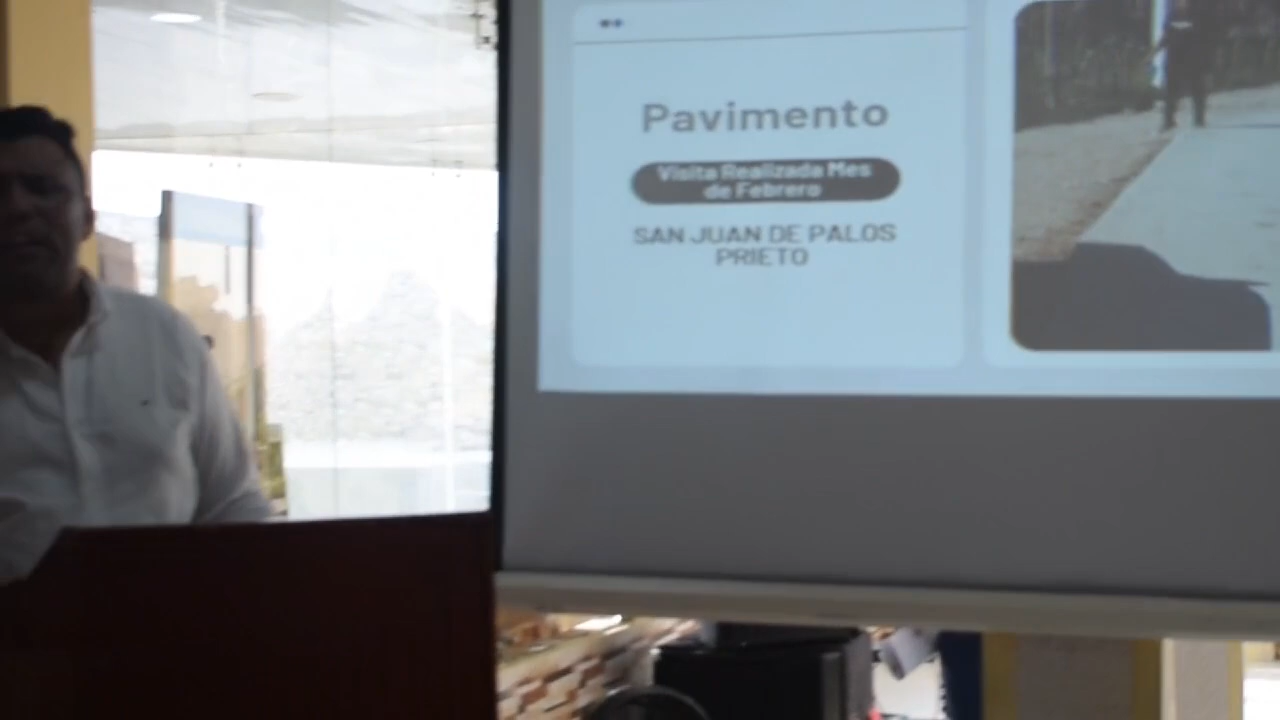 Pavimento
Visita Realizada Mes
de Febrero
SAN JUAN DE PALOS
PRIETO